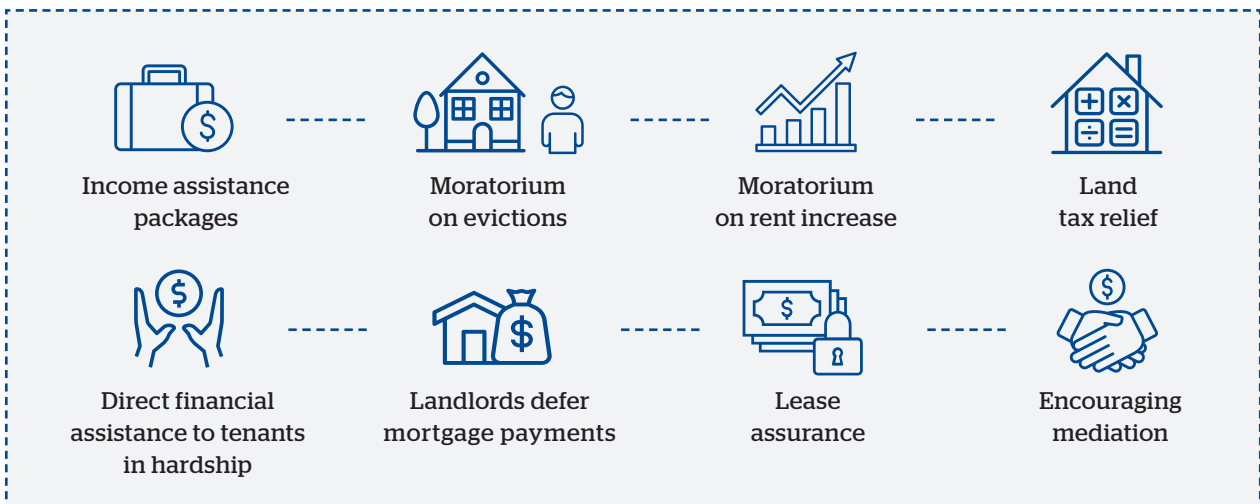 Income assistance
packages
Moratorium
on evictions
Moratorium
on rent increase
Land
tax relief
Direct financial
assistance to tenants
in hardship
Landlords defer
mortgage payments
Lease
assurance
Encouraging
mediation